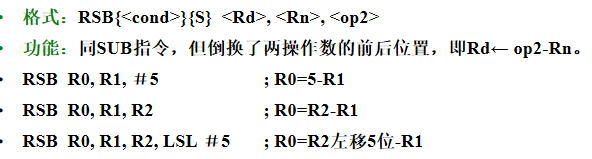 • 格式：RSB{<cond>}{S} <Rd>, <Rn>, <op2>
• 功能：同SUB指令，但倒换了两操作数的前后位置，即Rd← op2-Rn。
• RSB R0, R1, ＃5 ; R0=5-R1
• RSB R0, R1, R2 ; R0=R2-R1
• RSB R0, R1, R2, LSL ＃5 ; R0=R2左移5位-R1